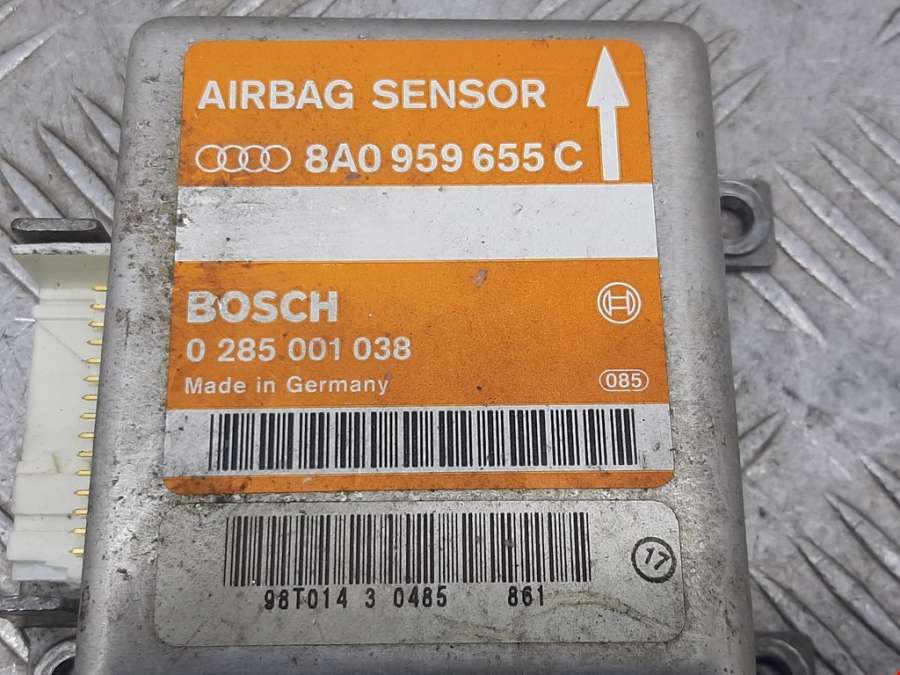 AIRBAG SENSOR
8A0 959 655 C
BOSCH
0 285 001 038
Made in Germany
085
98T014 3 0485 861
17